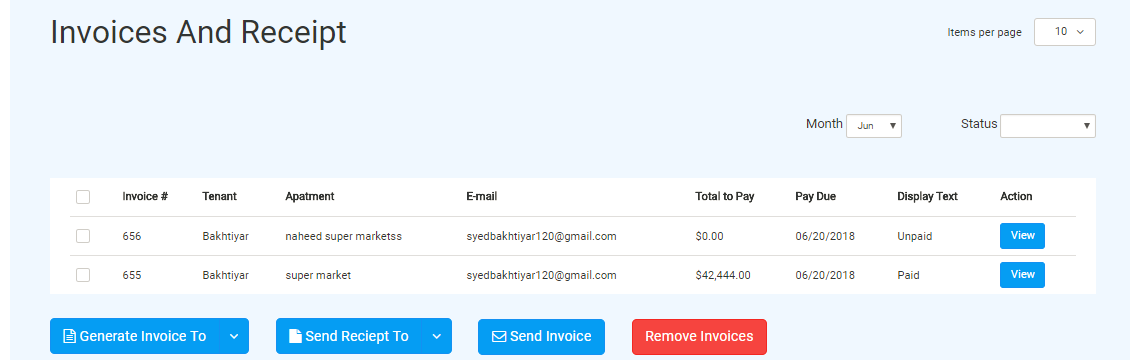 Invoices And Receipt
Items per page 10
Month Jun Status
Invoice # Tenant Apatment E-mail Total to Pay Pay Due Display Text Action
656 Bakhtiyar naheed super marketss syedbakhtiyar120@gmail.com $0.00 06/20/2018 Unpaid View
655 Bakhtiyar super market syedbakhtiyar120@gmail.com $42,444.00 06/20/2018 Paid View
Generate Invoice To Send Reciept To Send Invoice Remove Invoices